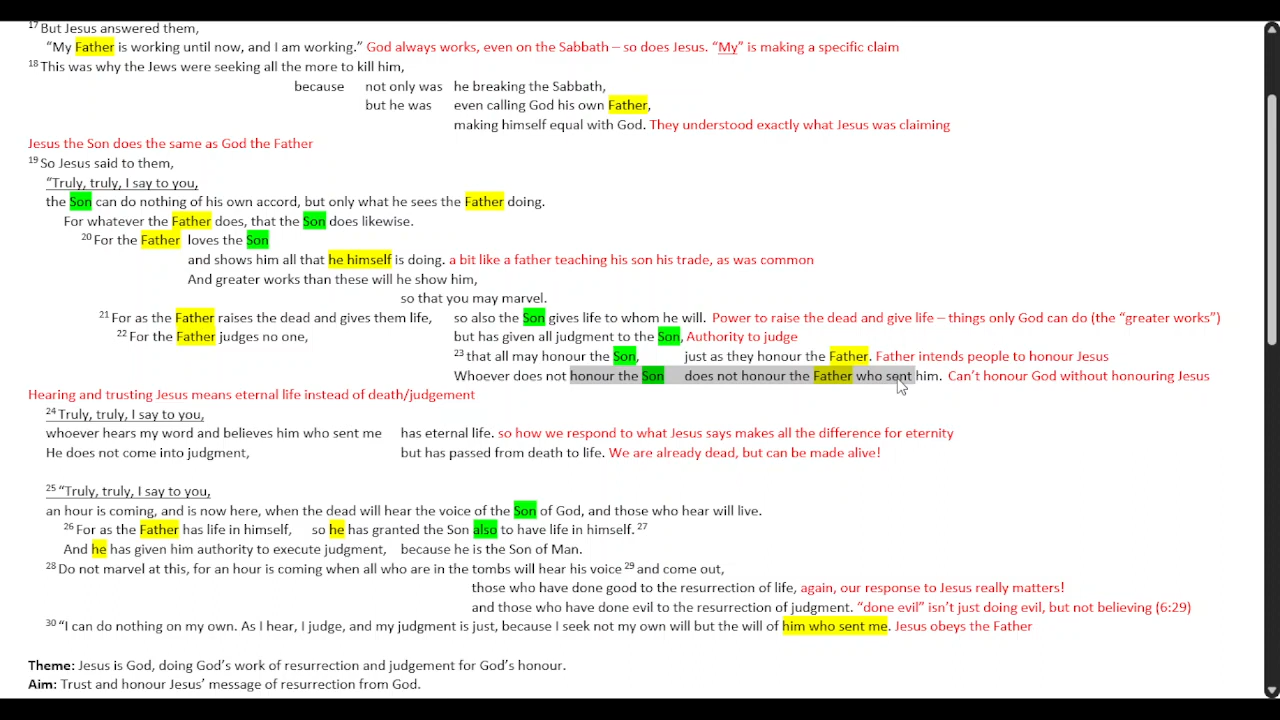 17 But Jesus answered them,
“My Father is working until now, and I am working.” God always works, even on the Sabbath – so does Jesus. “My” is making a specific claim
18 This was why the Jews were seeking all the more to kill him,
because not only was he breaking the Sabbath,
but he was even calling God his own Father,
making himself equal with God. They understood exactly what Jesus was claiming
Jesus the Son does the same as God the Father
19 So Jesus said to them,
“Truly, truly, I say to you,
the Son can do nothing of his own accord, but only what he sees the Father doing.
For whatever the Father does, that the Son does likewise.
20 For the Father loves the Son
and shows him all that he himself is doing. a bit like a father teaching his son his trade, as was common
And greater works than these will he show him,
so that you may marvel.
21 For as the Father raises the dead and gives them life, so also the Son gives life to whom he will. Power to raise the dead and give life – things only God can do (the “greater works”)
22 For the Father judges no one, but has given all judgment to the Son, Authority to judge
23 that all may honour the Son, just as they honour the Father. Father intends people to honour Jesus
Whoever does not honour the Son does not honour the Father who sent him. Can’t honour God without honouring Jesus
Hearing and trusting Jesus means eternal life instead of death/judgement
24 Truly, truly, I say to you,
whoever hears my word and believes him who sent me has eternal life. so how we respond to what Jesus says makes all the difference for eternity
He does not come into judgment, but has passed from death to life. We are already dead, but can be made alive!
25 “Truly, truly, I say to you,
an hour is coming, and is now here, when the dead will hear the voice of the Son of God, and those who hear will live.
26 For as the Father has life in himself, so he has granted the Son also to have life in himself. 27
And he has given him authority to execute judgment, because he is the Son of Man.
28 Do not marvel at this, for an hour is coming when all who are in the tombs will hear his voice 29 and come out,
those who have done good to the resurrection of life, again, our response to Jesus really matters!
and those who have done evil to the resurrection of judgment. “done evil” isn’t just doing evil, but not believing (6:29)
30 “I can do nothing on my own. As I hear, I judge, and my judgment is just, because I seek not my own will but the will of him who sent me. Jesus obeys the Father
Theme: Jesus is God, doing God’s work of resurrection and judgement for God’s honour.
Aim: Trust and honour Jesus’ message of resurrection from God.